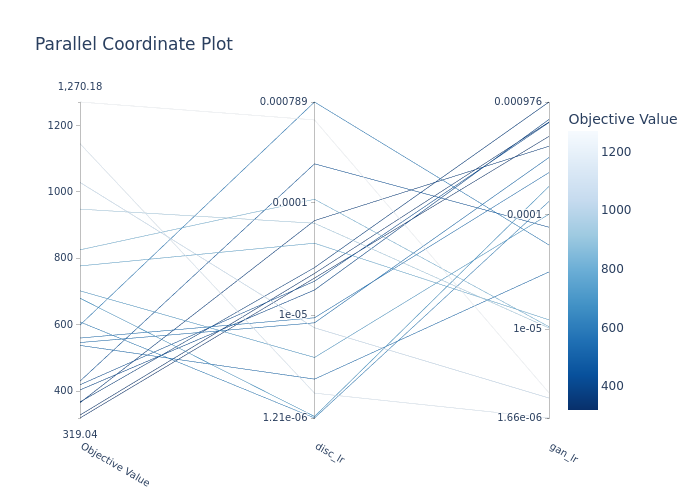 Parallel Coordinate Plot
1,270.18
1200
1000
800
600
400
319.04
Objective Value
0.000789
0.0001
1e-05
1.21e-06
disc_lr
0.000976
0.0001
1e-05
1.66e-06
gan_lr
Objective Value
1200
1000
800
600
400